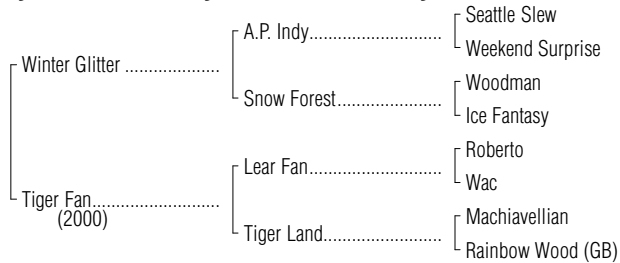 Seattle Slew
A.P. Indy......................
Weekend Surprise
Winter Glitter ...................
Woodman
Snow Forest.................
Ice Fantasy
Roberto
Lear Fan......................
Wac
Tiger Fan.........................
(2000)
Machiavellian
Tiger Land....................
Rainbow Wood (GB)